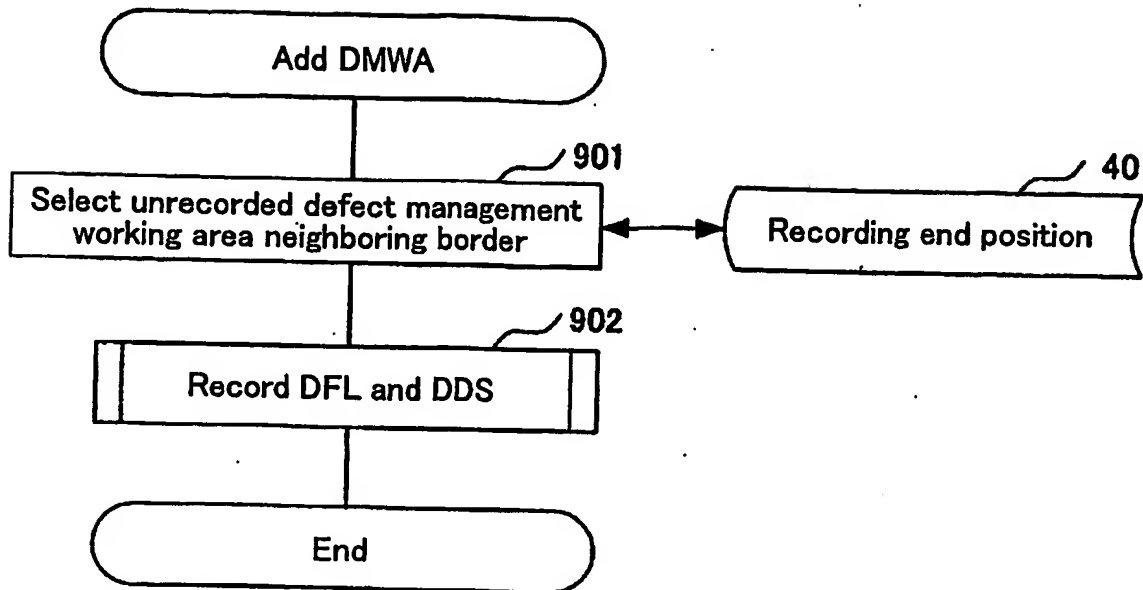 Add DMWA
901
Select unrecorded defect management
working area neighboring border
40
Recording end position
902
Record DFL and DDS
End